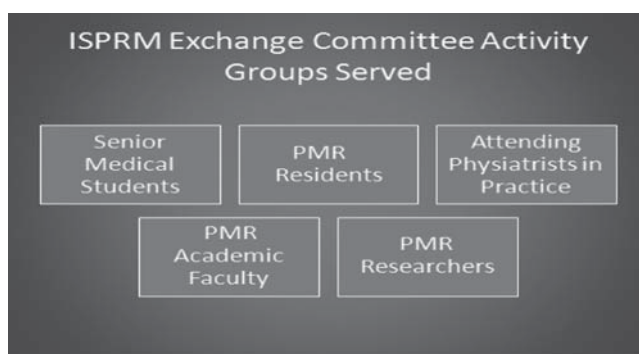 ISPRM Exchange Committee Activity
Groups Served
Senior
Medical
Students
PMR
Residents
Attending
Physiatrists in
Practice
PMR
Academic
Faculty
PMR
Researchers